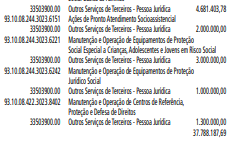 33503900.00 Outros Serviços de Terceiros - Pessoa Jurídica 4.681.403,78
93.10.08.244.3023.6151 Ações de Pronto Atendimento Socioassistencial
33503900.00 Outros Serviços de Terceiros - Pessoa Jurídica 2.000.000,00
93.10.08.244.3023.6221 Manutenção e Operação de Equipamentos de Proteção
Social Especial a Crianças, Adolescentes e Jovens em Risco Social
33503900.00 Outros Serviços de Terceiros - Pessoa Jurídica 3.000.000,00
93.10.08.244.3023.6242 Manutenção e Operação de Equipamentos de Proteção
Jurídico Social
33503900.00 Outros Serviços de Terceiros - Pessoa Jurídica 1.000.000,00
93.10.08.422.3023.8402 Manutenção e Operação de Centros de Referência,
Proteção e Defesa de Direitos
33503900.00 Outros Serviços de Terceiros - Pessoa Jurídica 1.300.000,00
37.788.187,69